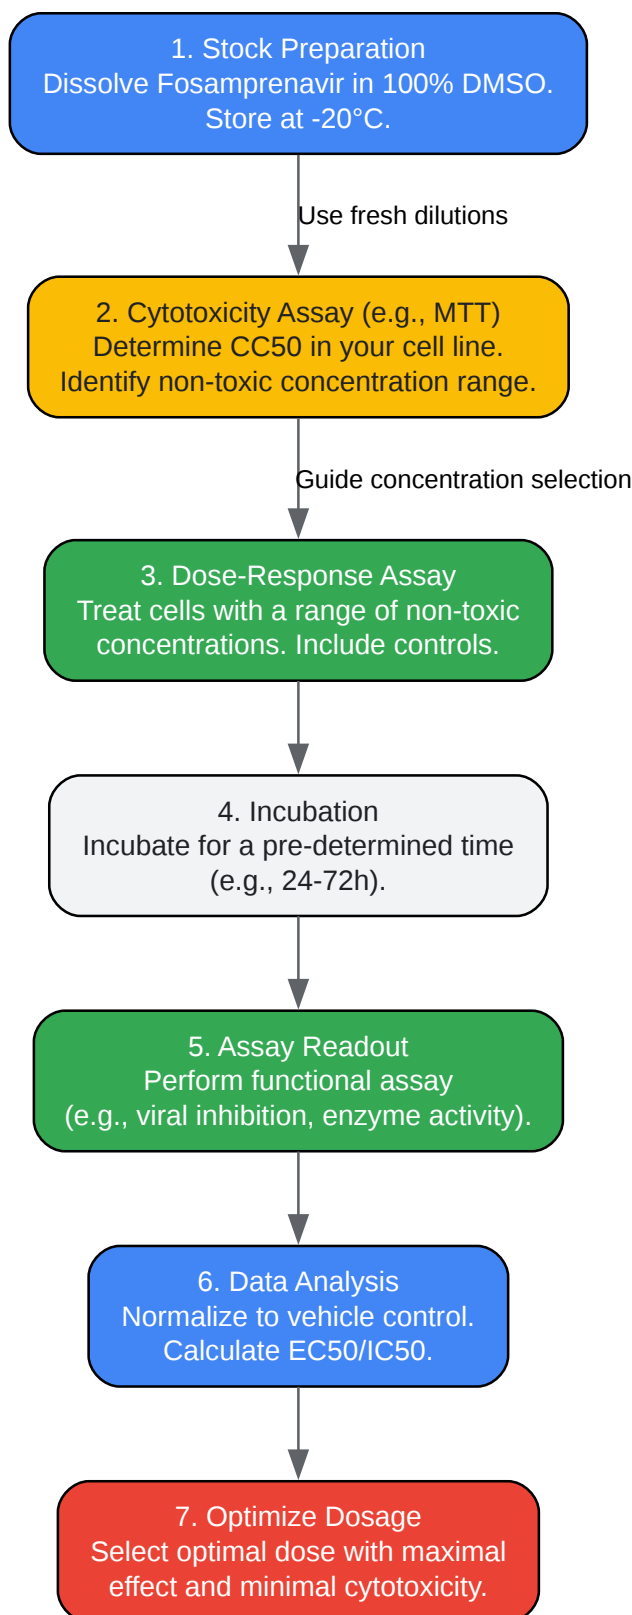 1. Stock Preparation
Dissolve Fosamprenavir in 100% DMSO.
Store at -20°C.
Use fresh dilutions
2. Cytotoxicity Assay (e.g., MTT)
Determine CC50 in your cell line.
Identify non-toxic concentration range.
Guide concentration selection
3. Dose-Response Assay
Treat cells with a range of non-toxic
concentrations. Include controls.
4. Incubation
Incubate for a pre-determined time
(e.g., 24-72h).
5. Assay Readout
Perform functional assay
(e.g., viral inhibition, enzyme activity).
6. Data Analysis
Normalize to vehicle control.
Calculate EC50/IC50.
7. Optimize Dosage
Select optimal dose with maximal
effect and minimal cytotoxicity.